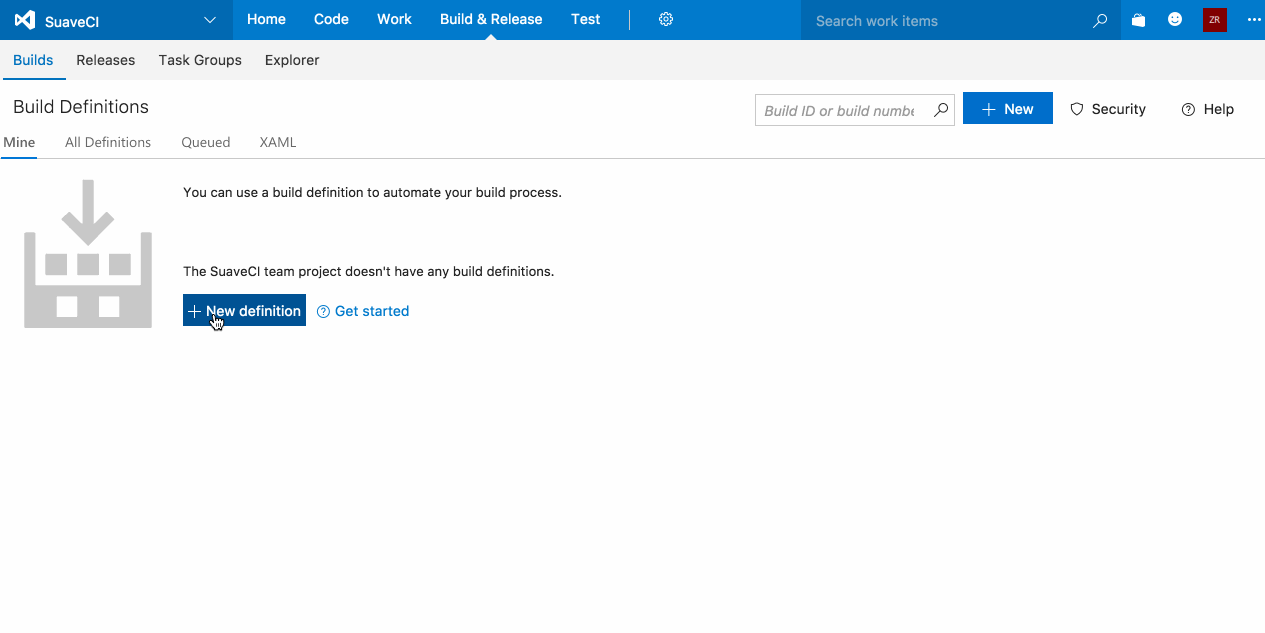 SuaveCI Home Code Work Build & Release Test Search work items ZR
Builds Releases Task Groups Explorer
Build Definitions Build ID or build numbe New Security Help
Mine All Definitions Queued XAML
You can use a build definition to automate your build process.
The SuaveCI team project doesn't have any build definitions.
New definition Get started